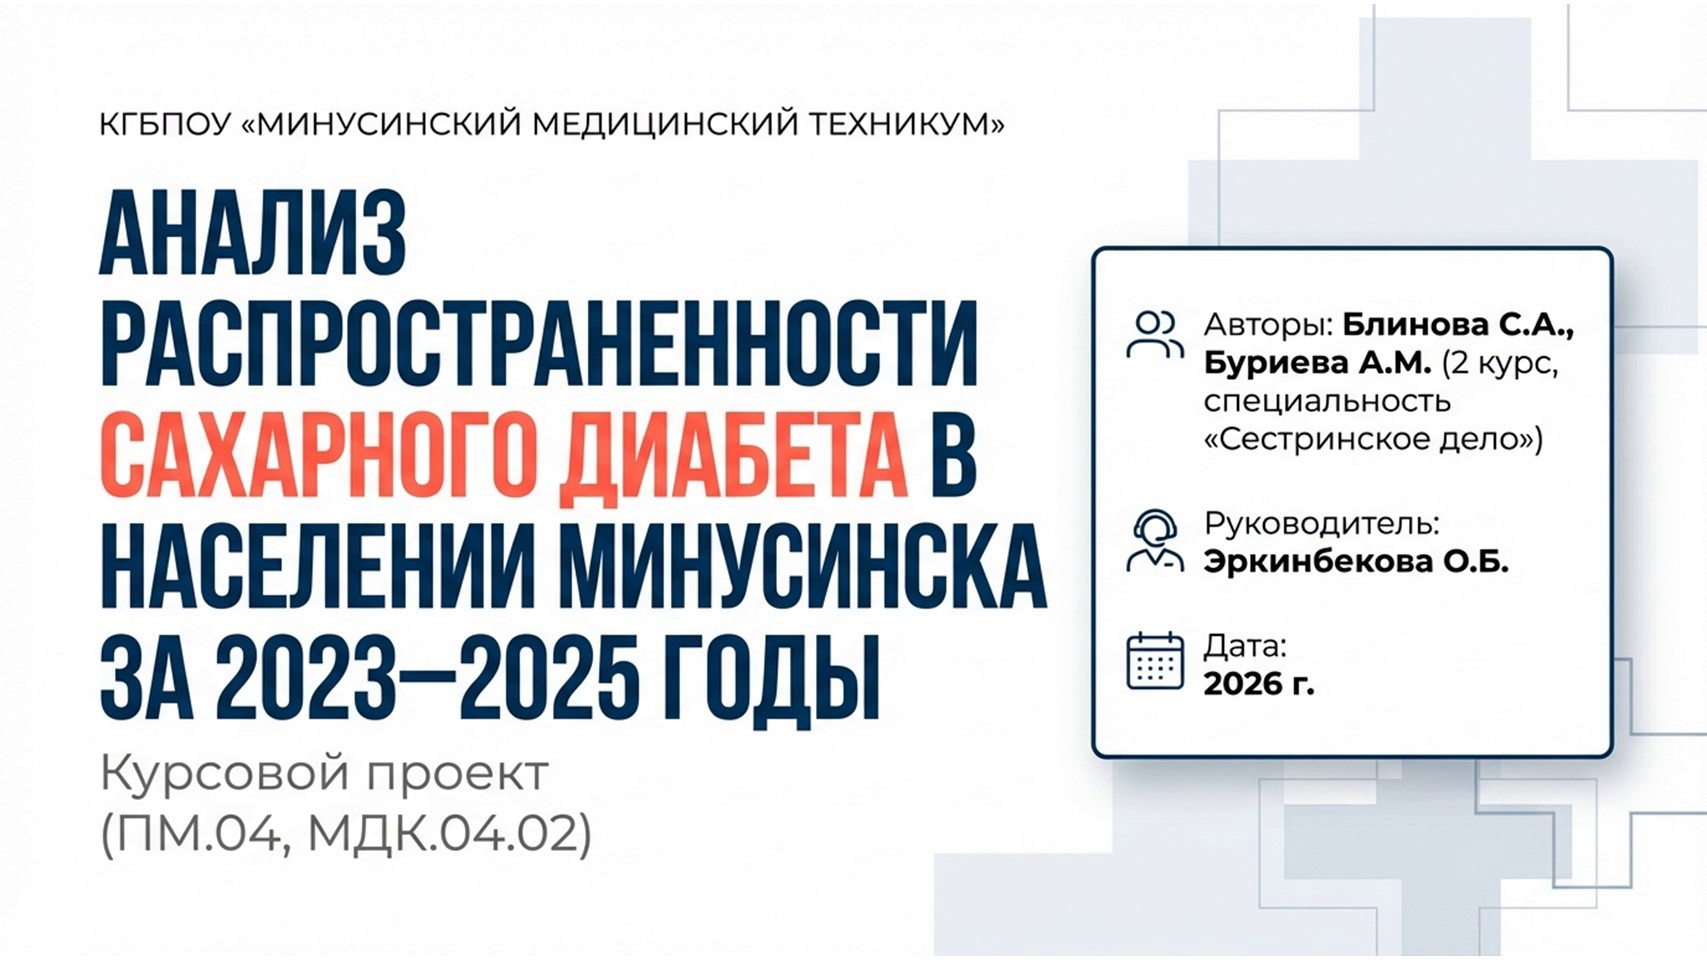 КГБПОУ «МИНУСИНСКИЙ МЕДИЦИНСКИЙ ТЕХНИКУМ»
АНАЛИЗ
РАСПРОСТРАНЕННОСТИ
САХАРНОГО ДИАБЕТА В
НАСЕЛЕНИИ МИНУСИНСКА
ЗА 2023–2025 ГОДЫ
Курсовой проект
(ПМ.04, МДК.04.02)
Авторы: Блинова С.А.,
Буриева А.М. (2 курс,
специальность
«Сестринское дело»)
Руководитель:
Эркинбекова О.Б.
Дата:
2026 г.